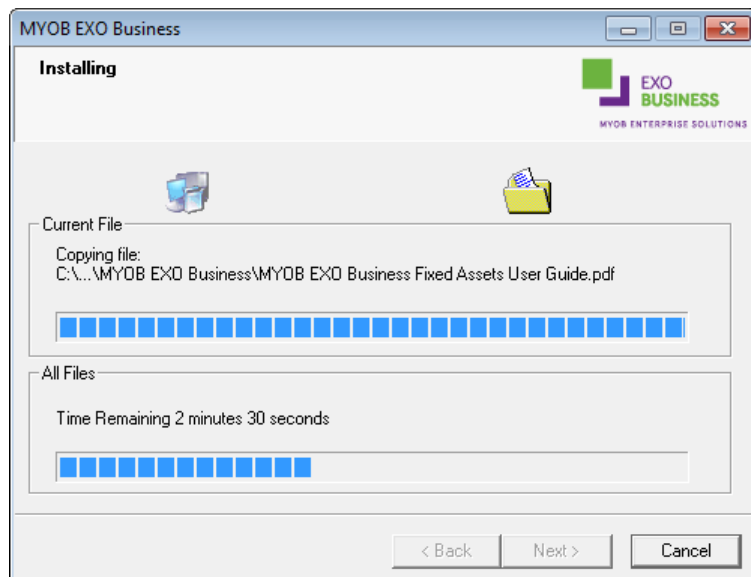 MYOB EXO Business
Installing
EXO
BUSINESS
MYOB ENTERPRISE SOLUTIONS
Current File
Copying file:
C:\...\MYOB EXO Business\MYOB EXO Business Fixed Assets User Guide.pdf
All Files
Time Remaining 2 minutes 30 seconds
< Back
Next >
Cancel